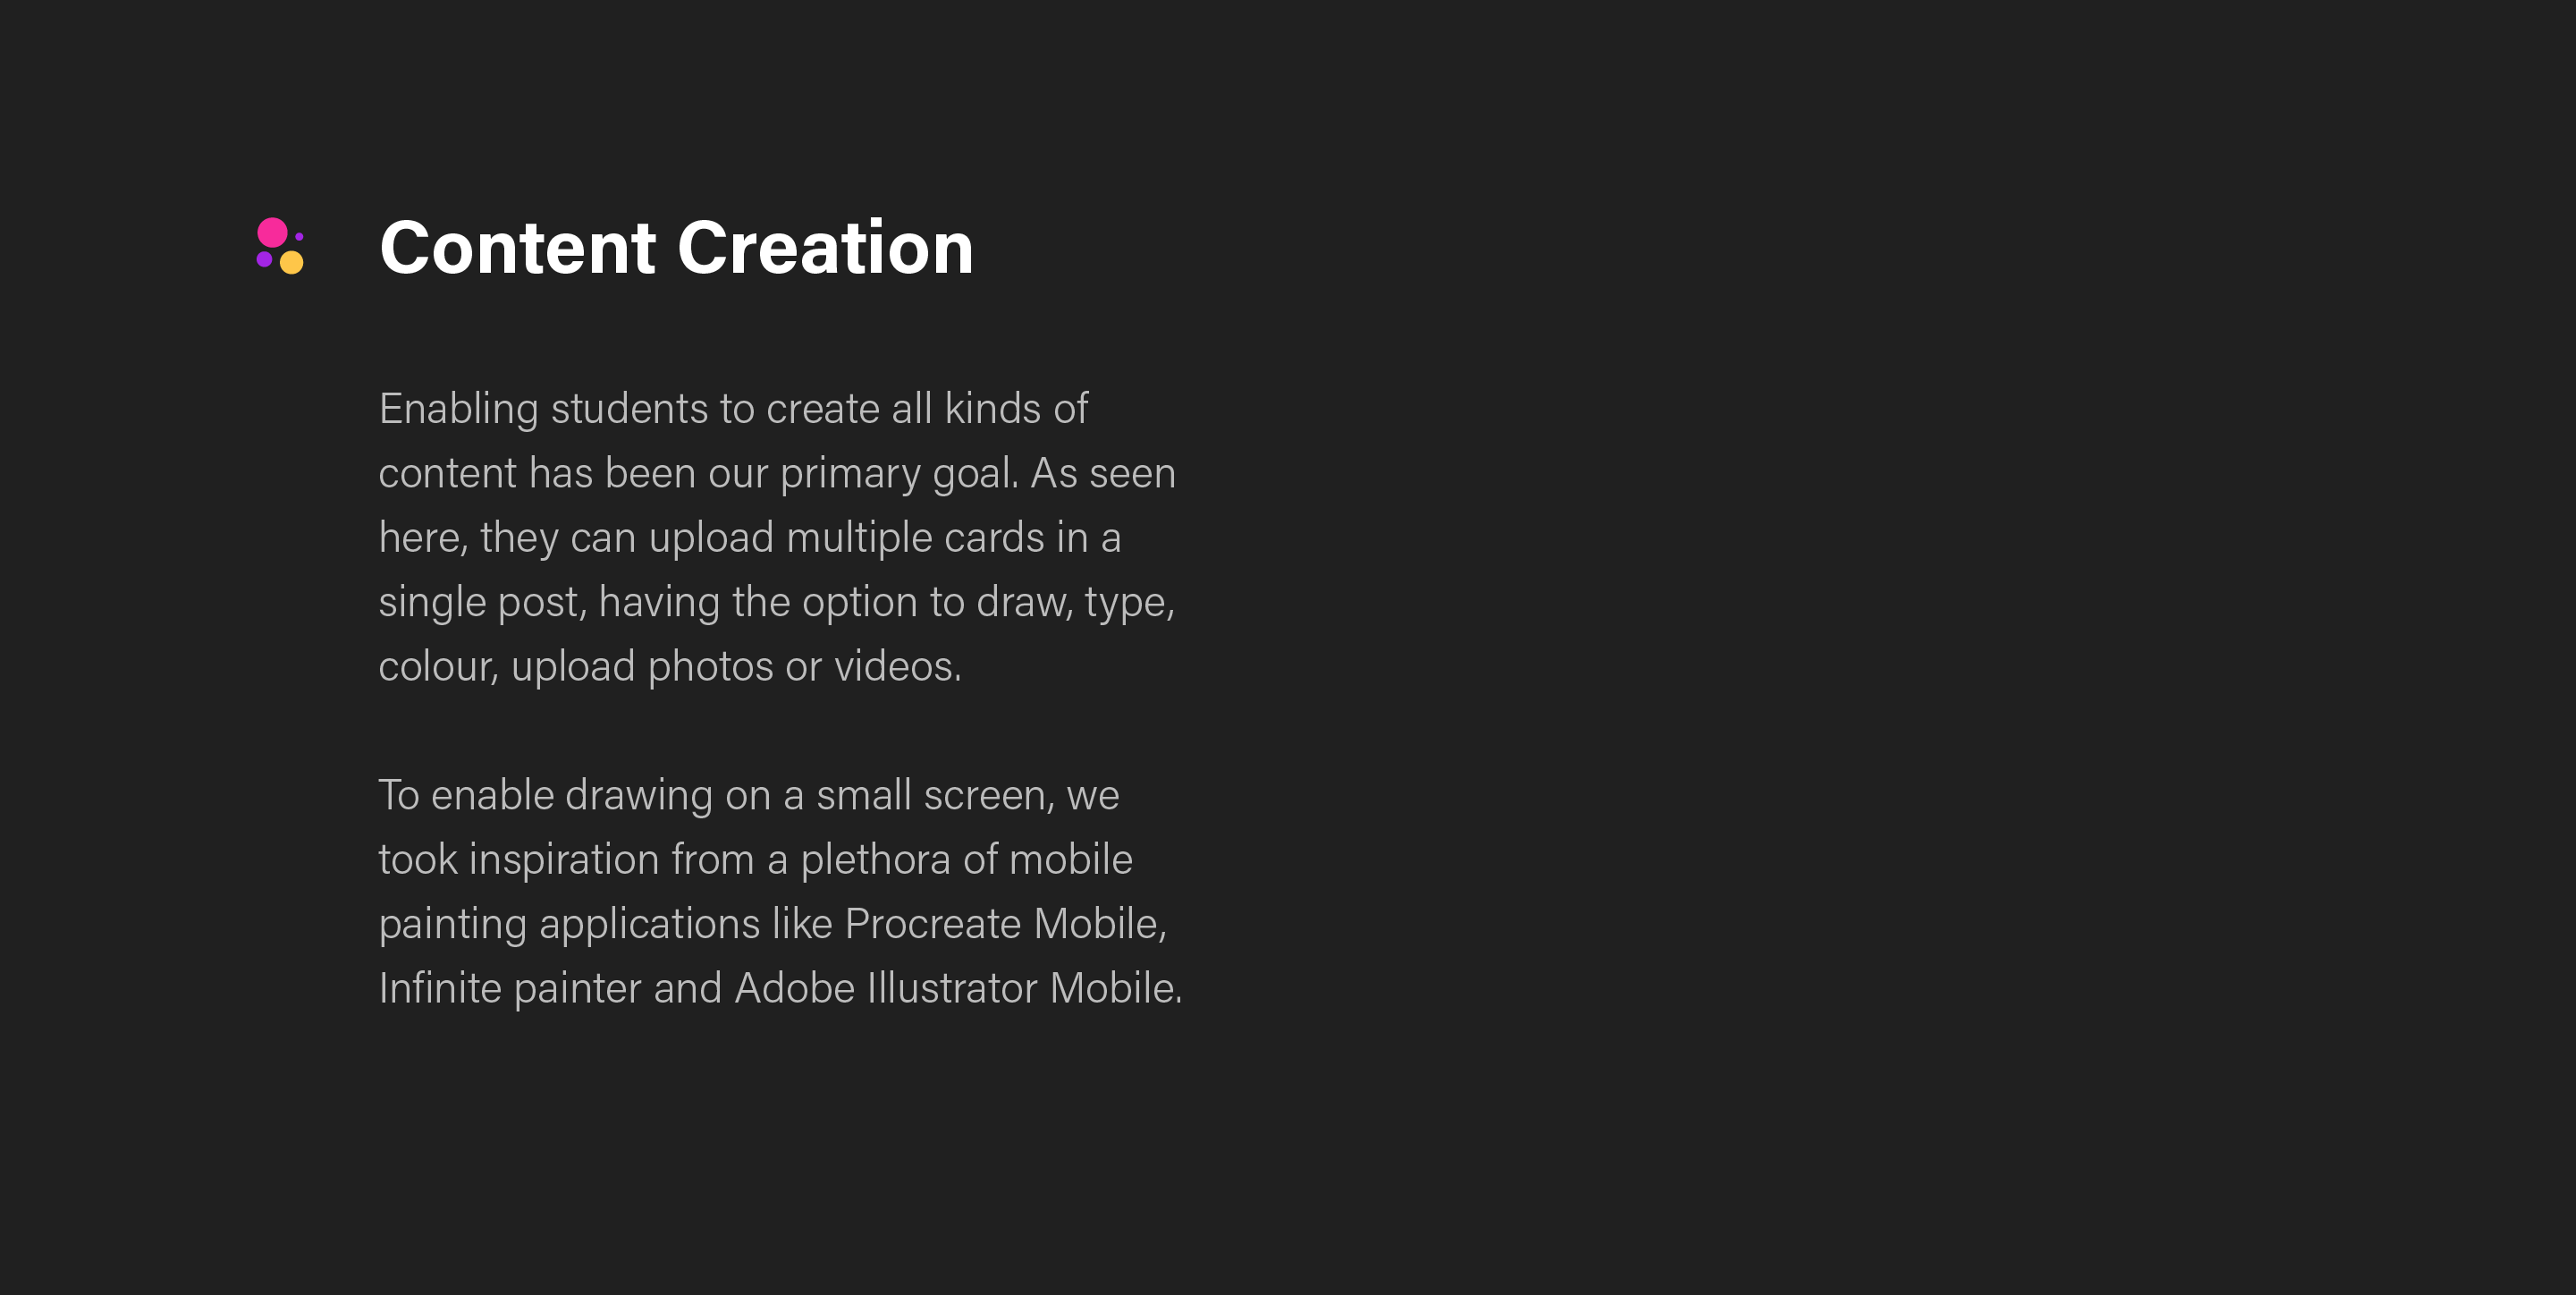 Content Creation
Enabling students to create all kinds of
content has been our primary goal. As seen
here, they can upload multiple cards in a
single post, having the option to draw, type,
colour, upload photos or videos.
To enable drawing on a small screen, we
took inspiration from a plethora of mobile
painting applications like Procreate Mobile,
Infinite painter and Adobe Illustrator Mobile.